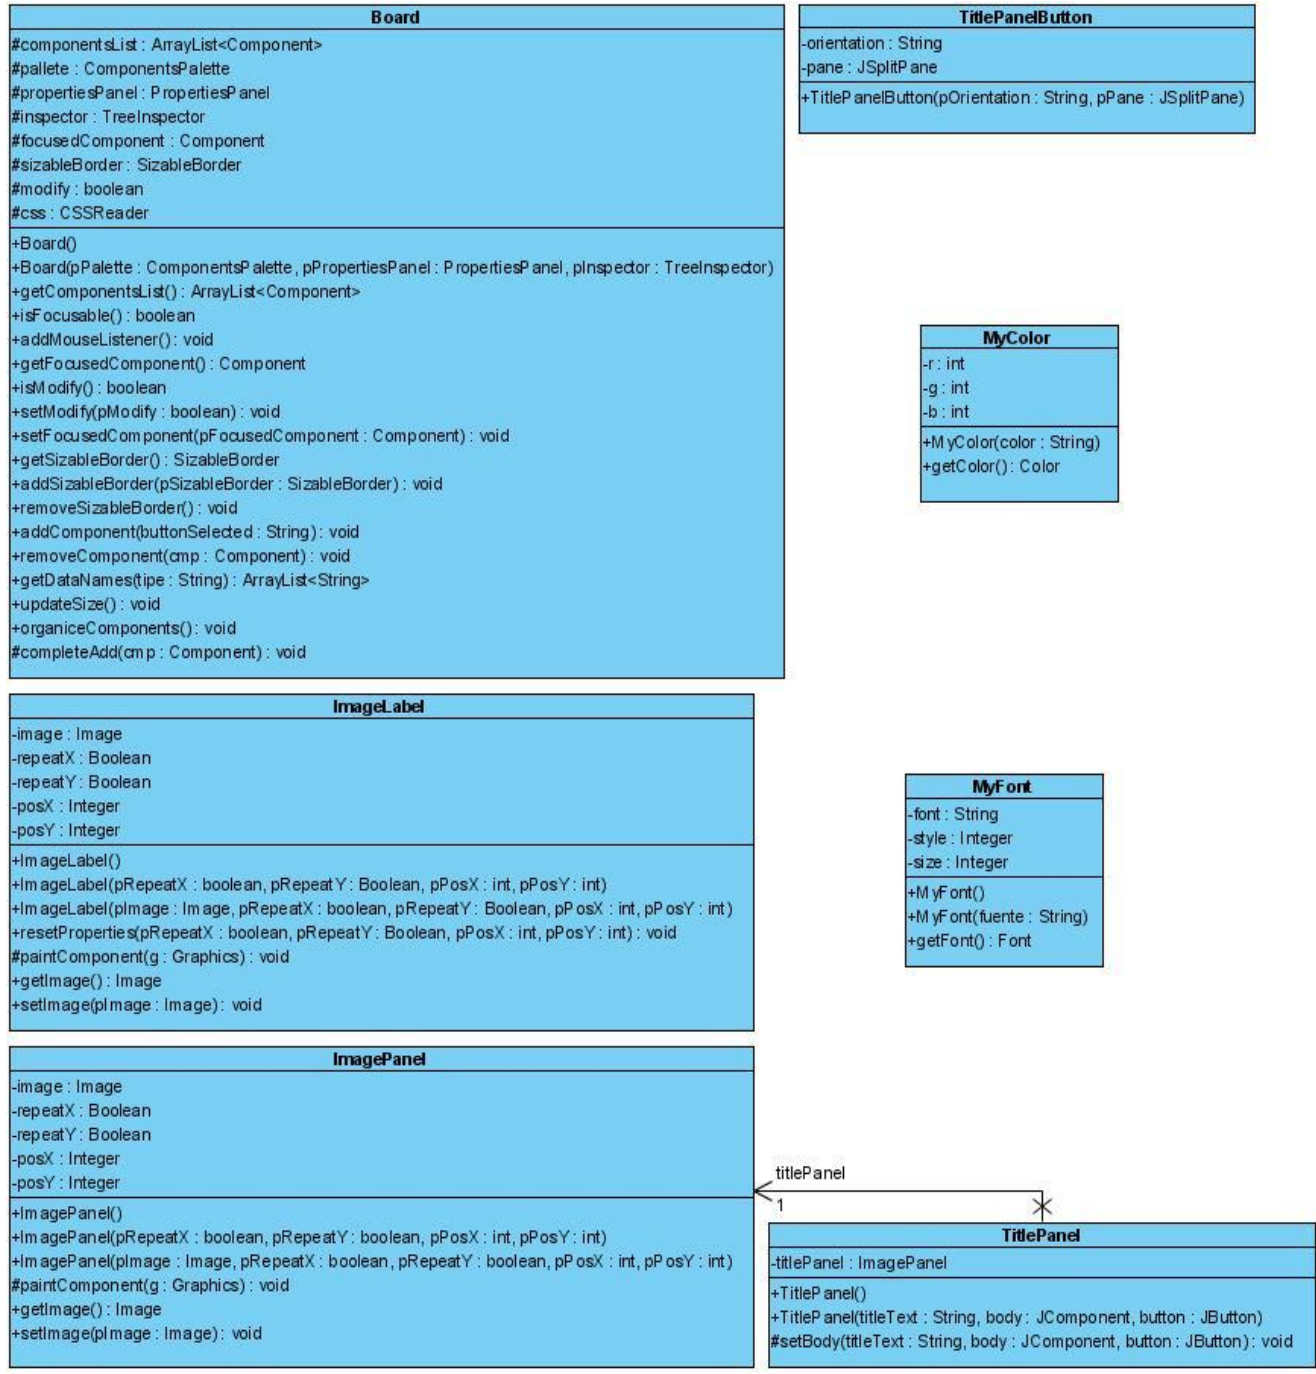 Board
#componentsList : ArrayList<Component>
#pallete : ComponentsPalette
#propertiesPanel : PropertiesPanel
#inspector : TreeInspector
#focusedComponent : Component
#sizableBorder : SizableBorder
#modify : boolean
#css : CSSReader
+Board()
+Board(pPalette : ComponentsPalette, pPropertiesPanel : PropertiesPanel, pInspector : TreeInspector)
+getComponentsList() : ArrayList<Component>
+isFocusable() : boolean
+addMouseListener() : void
+getFocusedComponent() : Component
+isModify() : boolean
+setModify(pModify : boolean) : void
+setFocusedComponent(pFocusedComponent : Component) : void
+getSizableBorder() : SizableBorder
+addSizableBorder(pSizableBorder : SizableBorder) : void
+removeSizableBorder() : void
+addComponent(buttonSelected : String) : void
+removeComponent(cmp : Component) : void
+getDataNames(tipe : String) : ArrayList<String>
+updateSize() : void
+organiceComponents() : void
#completeAdd(cmp : Component) : void
TitlePanelButton
-orientation : String
-pane : JSplitPane
+TitlePanelButton(pOrientation : String, pPane : JSplitPane)
MyColor
-r : int
-g : int
-b : int
+MyColor(color : String)
+getColor() : Color
ImageLabel
-image : Image
-repeatX : Boolean
-repeatY : Boolean
-posX : Integer
-posY : Integer
+ImageLabel()
+ImageLabel(pRepeatX : boolean, pRepeatY : Boolean, pPosX : int, pPosY : int)
+ImageLabel(pImage : Image, pRepeatX : boolean, pRepeatY : Boolean, pPosX : int, pPosY : int)
+resetProperties(pRepeatX : boolean, pRepeatY : Boolean, pPosX : int, pPosY : int) : void
#paintComponent(g : Graphics) : void
+getImage() : Image
+setImage(pImage : Image) : void
MyFont
-font : String
-style : Integer
-size : Integer
+MyFont()
+MyFont(fuente : String)
+getFont() : Font
ImagePanel
-image : Image
-repeatX : Boolean
-repeatY : Boolean
-posX : Integer
-posY : Integer
+ImagePanel()
+ImagePanel(pRepeatX : boolean, pRepeatY : boolean, pPosX : int, pPosY : int)
+ImagePanel(pImage : Image, pRepeatX : boolean, pRepeatY : boolean, pPosX : int, pPosY : int)
#paintComponent(g : Graphics) : void
+getImage() : Image
+setImage(pImage : Image) : void
titlePanel
1
TitlePanel
-titlePanel : ImagePanel
+TitlePanel()
+TitlePanel(titleText : String, body : JComponent, button : JButton)
#setBody(titleText : String, body : JComponent, button : JButton) : void